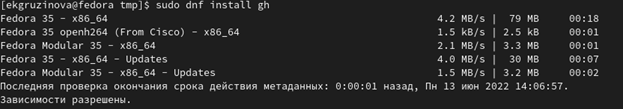 [ekgruzinova@fedora tmp]$ sudo dnf install gh
Fedora 35 - x86_64 4.2 MB/s | 79 MB 00:18
Fedora 35 openh264 (From Cisco) - x86_64 1.5 kB/s | 2.5 kB 00:01
Fedora Modular 35 - x86_64 2.1 MB/s | 3.3 MB 00:01
Fedora 35 - x86_64 - Updates 4.0 MB/s | 30 MB 00:07
Fedora Modular 35 - x86_64 - Updates 1.5 MB/s | 3.2 MB 00:02
Последняя проверка окончания срока действия метаданных: 0:00:01 назад, Пн 13 июн 2022 14:06:57.
Зависимости разрешены.